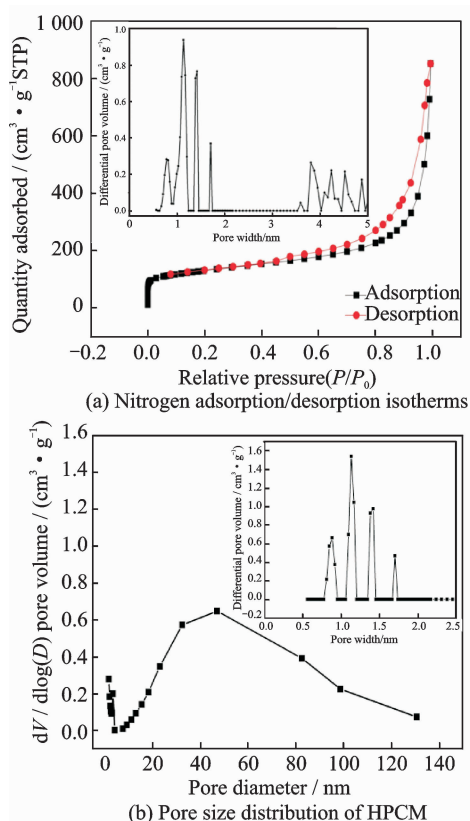 1 000
800
600
400
200
0
Quantity adsorbed / (cm³ • g⁻¹STP)
−0.2 0.0 0.2 0.4 0.6 0.8 1.0
Relative pressure(P/P₀)
1.0
0.8
0.6
0.4
0.2
0.0
Differential pore volume / (cm³ • g⁻¹)
0 1 2 3 4 5
Pore width/nm
Adsorption
Desorption
(a) Nitrogen adsorption/desorption isotherms
1.6
1.4
1.2
1.0
0.8
0.6
0.4
0.2
0.0
dV / dlog(D) pore volume / (cm³ • g⁻¹)
0 20 40 60 80 100 120 140
Pore diameter / nm
1.6
1.4
1.2
1.0
0.8
0.6
0.4
0.2
0.0
−0.2
Differential pore volume / (cm³ • g⁻¹)
0.0 0.5 1.0 1.5 2.0 2.5
Pore width/nm
(b) Pore size distribution of HPCM